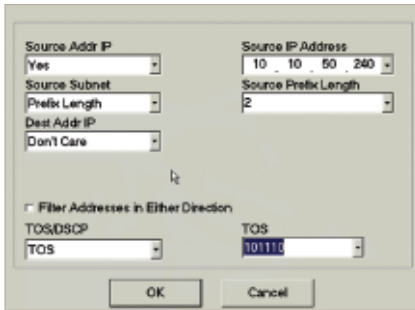 Source Addr IP
Source IP Address
Yes
10 . 10 . 50 . 240
Source Subnet
Source Prefix Length
Prefix Length
2
Dest Addr IP
Don't Care
Filter Addresses in Either Direction
TOS/DSCP
TOS
TOS
101110
OK
Cancel